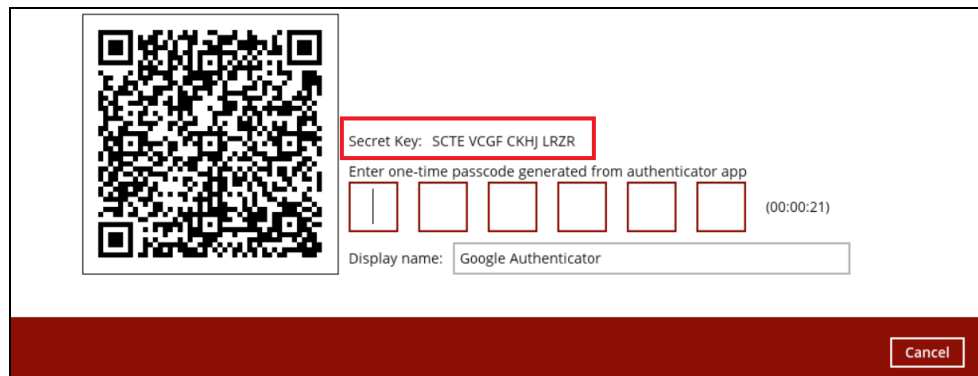 Secret Key: SCTE VCGF CKHJ LRZR
Enter one-time passcode generated from authenticator app
(00:00:21)
Display name: Google Authenticator
Cancel